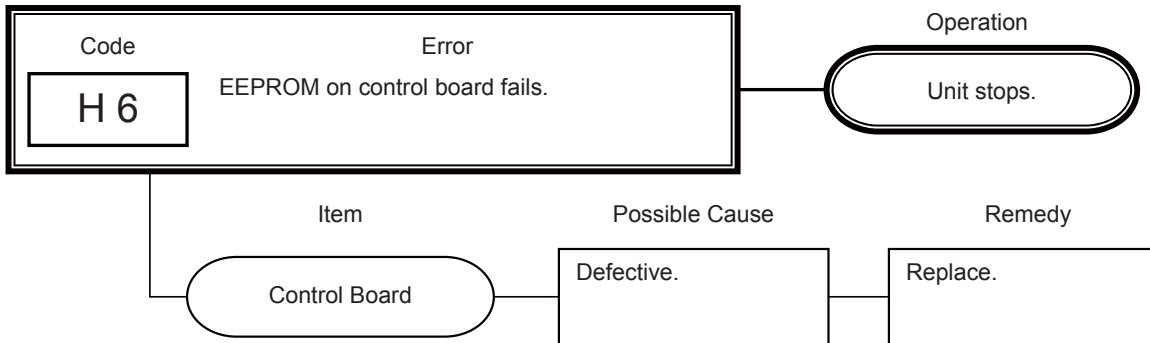 Code
Error
Operation
H 6
EEPROM on control board fails.
Unit stops.
Item
Possible Cause
Remedy
Control Board
Defective.
Replace.